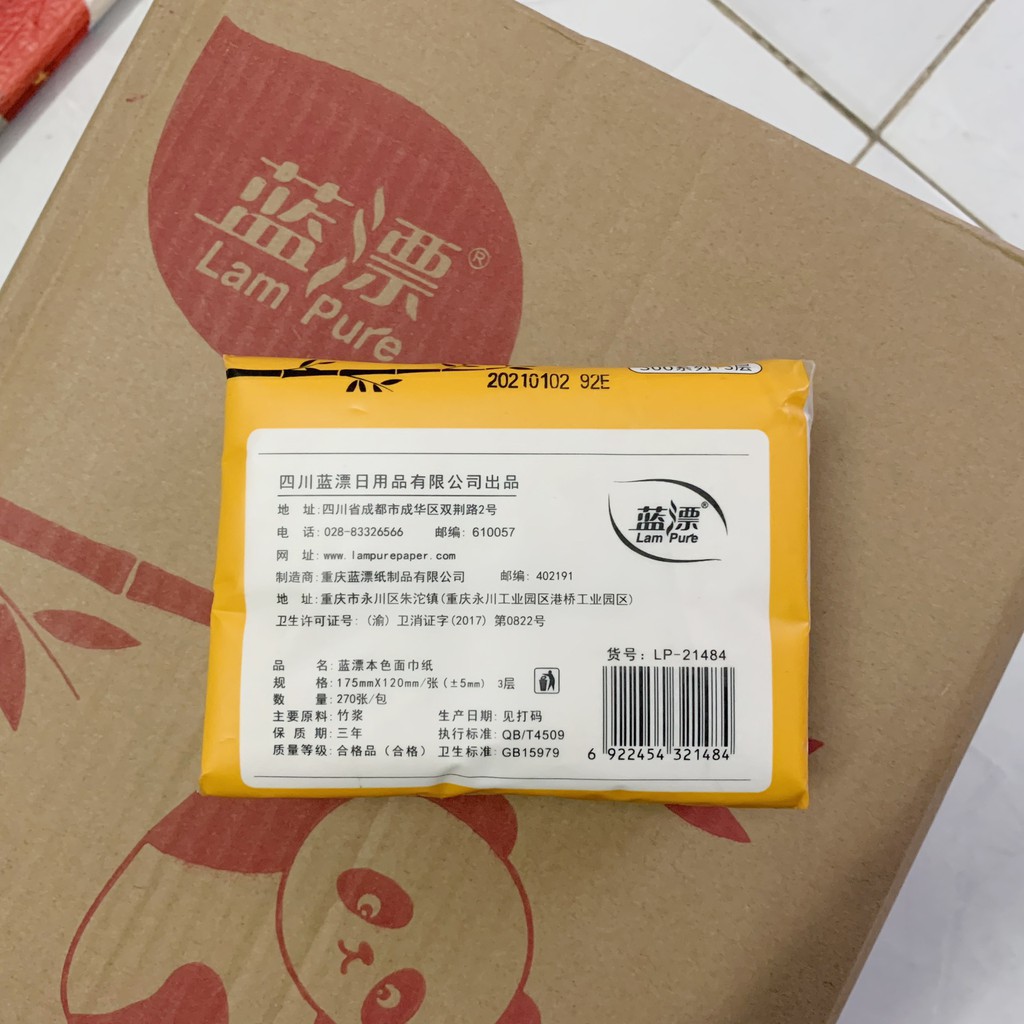 蓝漂®
Lam Pure
20210102 92E
300系列·3层
四川蓝漂日用品有限公司出品
地 址:四川省成都市成华区双荆路2号
电 话:028-83326566 邮编: 610057
网 址:www.lampurepaper.com
制造商:重庆蓝漂纸制品有限公司 邮编: 402191
地 址:重庆市永川区朱沱镇(重庆永川工业园区港桥工业园区)
卫生许可证号:(渝)卫消证字(2017)第0822号
蓝漂®
Lam Pure
货号: LP-21484
品 名:蓝漂本色面巾纸
规 格:175mmX120mm/张(±5mm) 3层
数 量:270张/包
主要原料:竹浆 生产日期: 见打码
保 质 期:三年 执行标准: QB/T4509
质量等级:合格品(合格) 卫生标准: GB15979
6 922454 321484